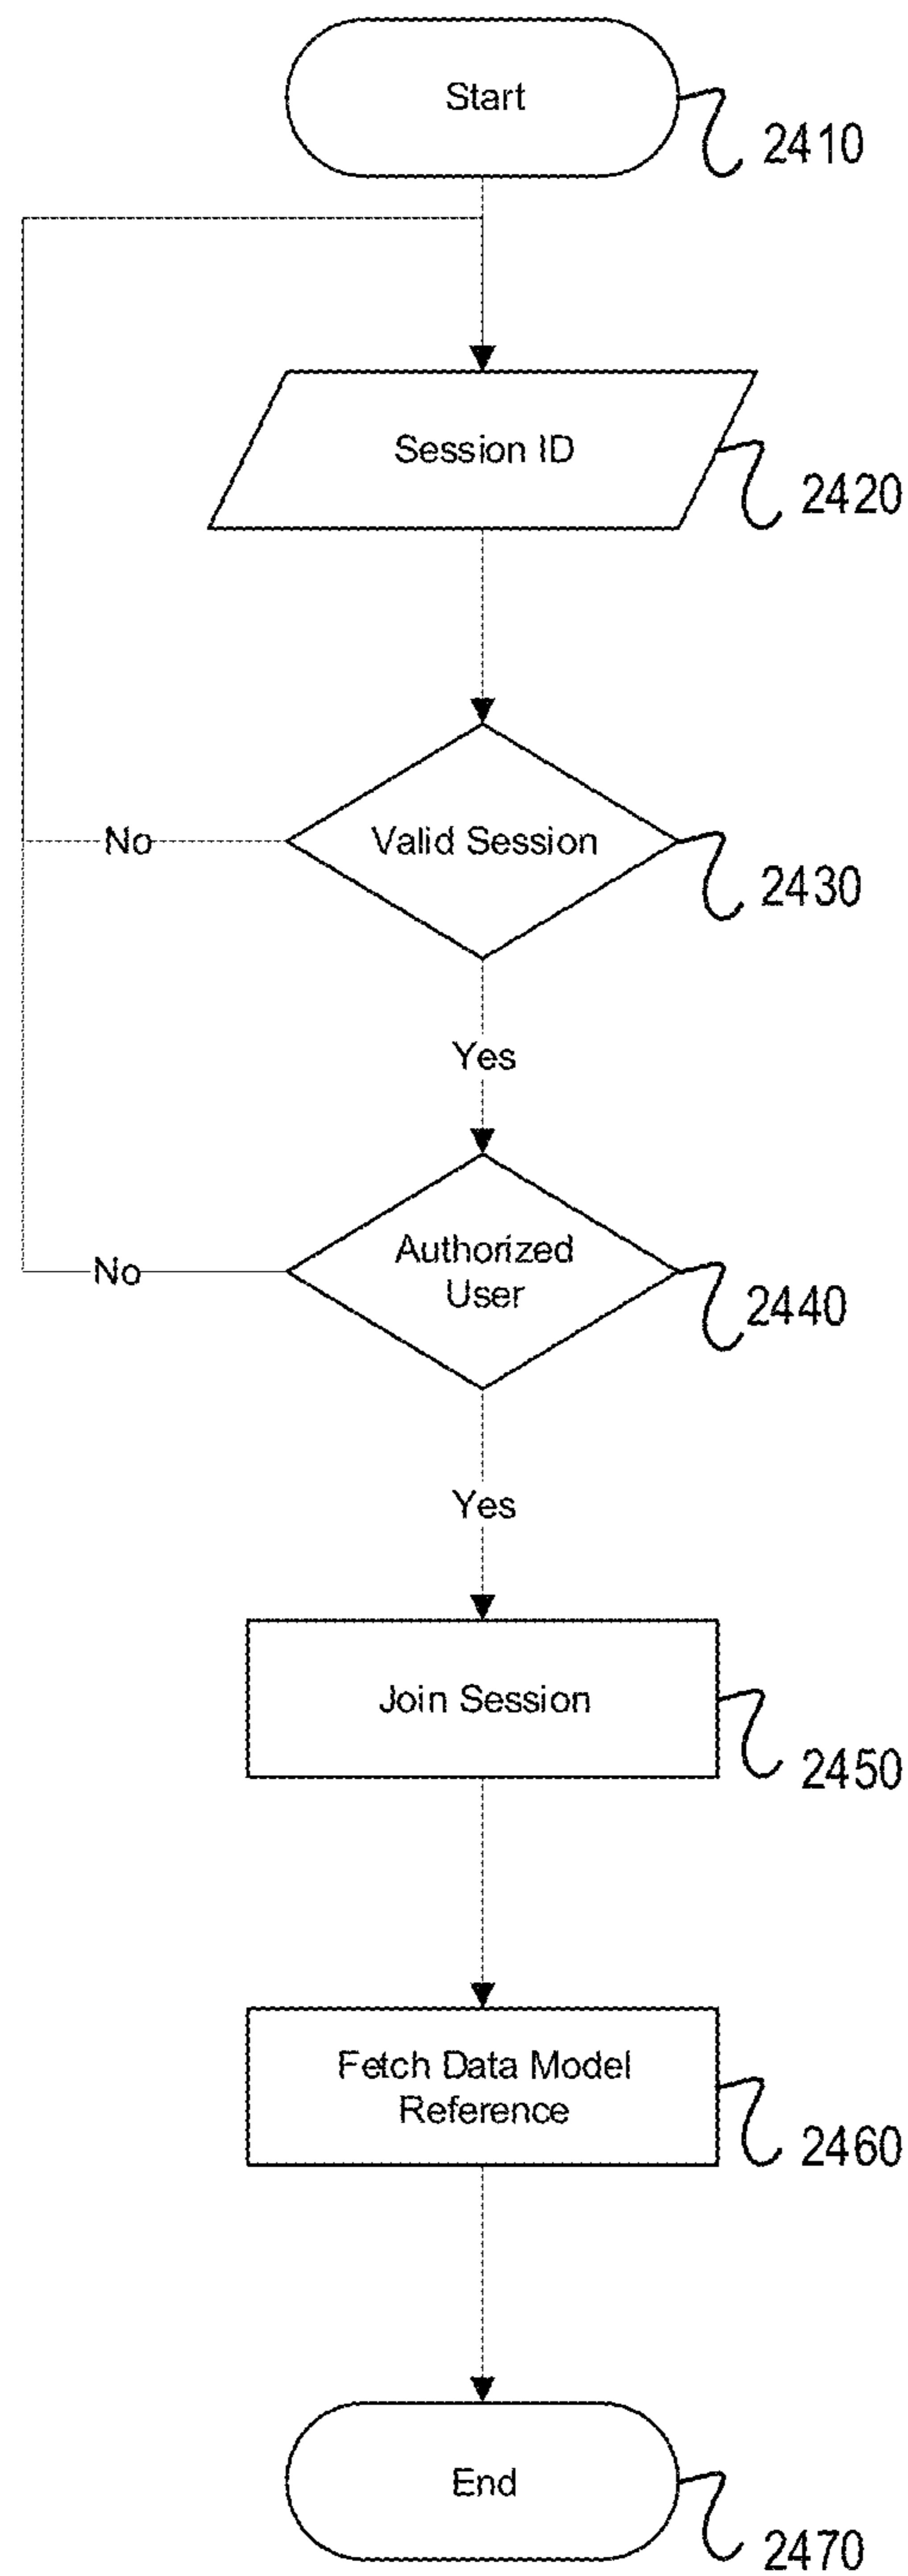 Start
2410
Session ID
2420
Valid Session
No
2430
Yes
Authorized
User
No
2440
Yes
Join Session
2450
Fetch Data Model
Reference
2460
End
2470